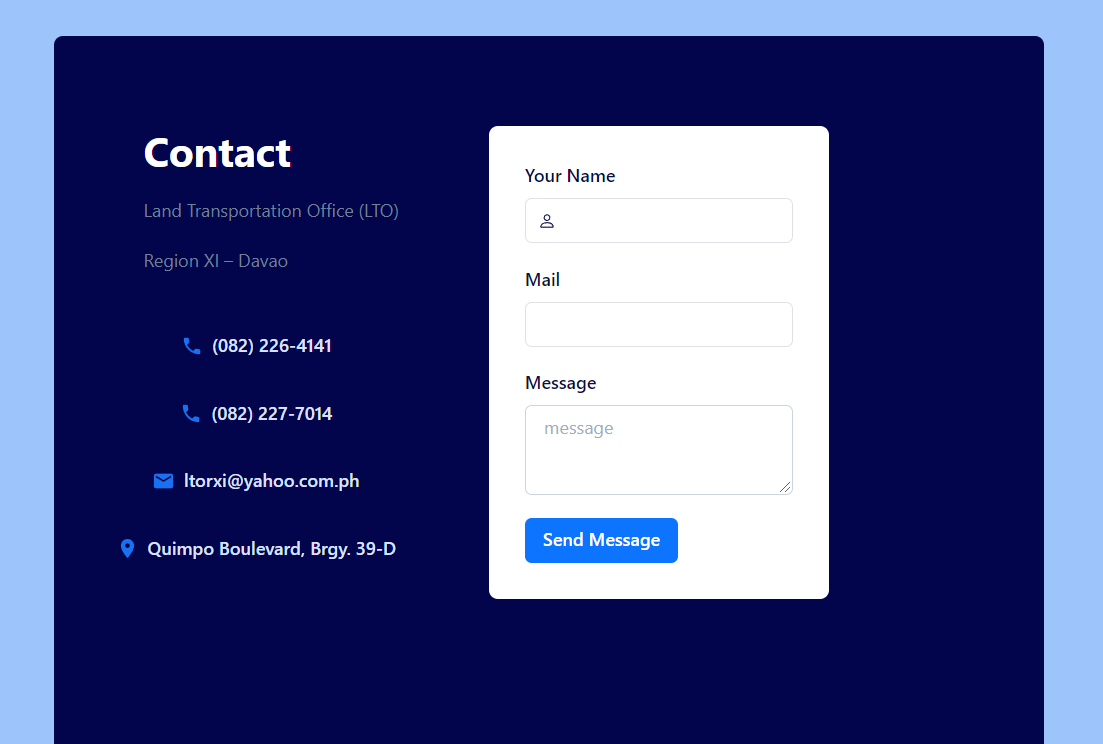 Contact
Land Transportation Office (LTO)
Region XI – Davao
(082) 226-4141
(082) 227-7014
ltorxi@yahoo.com.ph
Quimpo Boulevard, Brgy. 39-D
Your Name
Mail
Message
message
Send Message